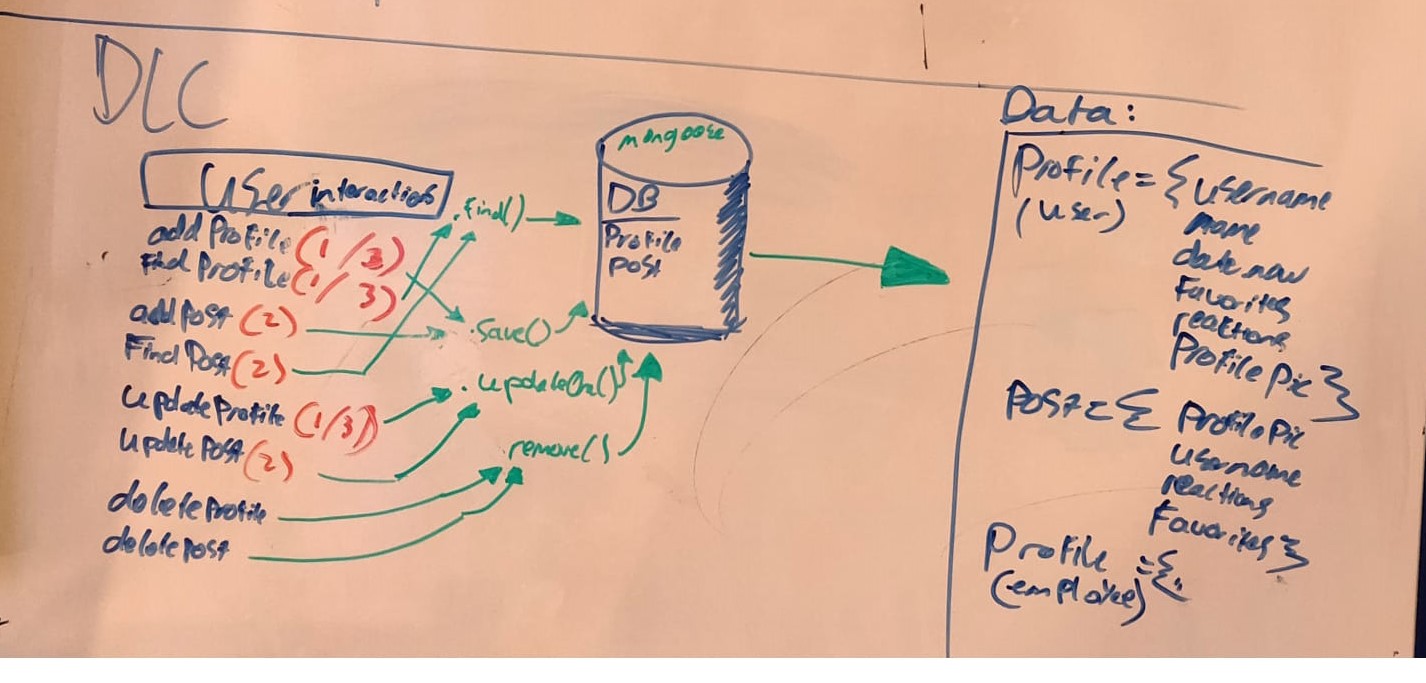 DLC
User interactions
add Profile (1/3)
Find Profile (1/3)
add Post (2)
Find Post (2)
update Profile (1/3)
update Post (2)
delete Profile
delete Post
.find()
.save()
.updateOne()
remove()
mongoose
DB
Profile
post
Data:
Profile = { username
(user)
name
date now
Favorites
reaktions
Profile Pic }
Post = { Profile Pic
username
reactions
Favorites }
Profile = {
(employee)